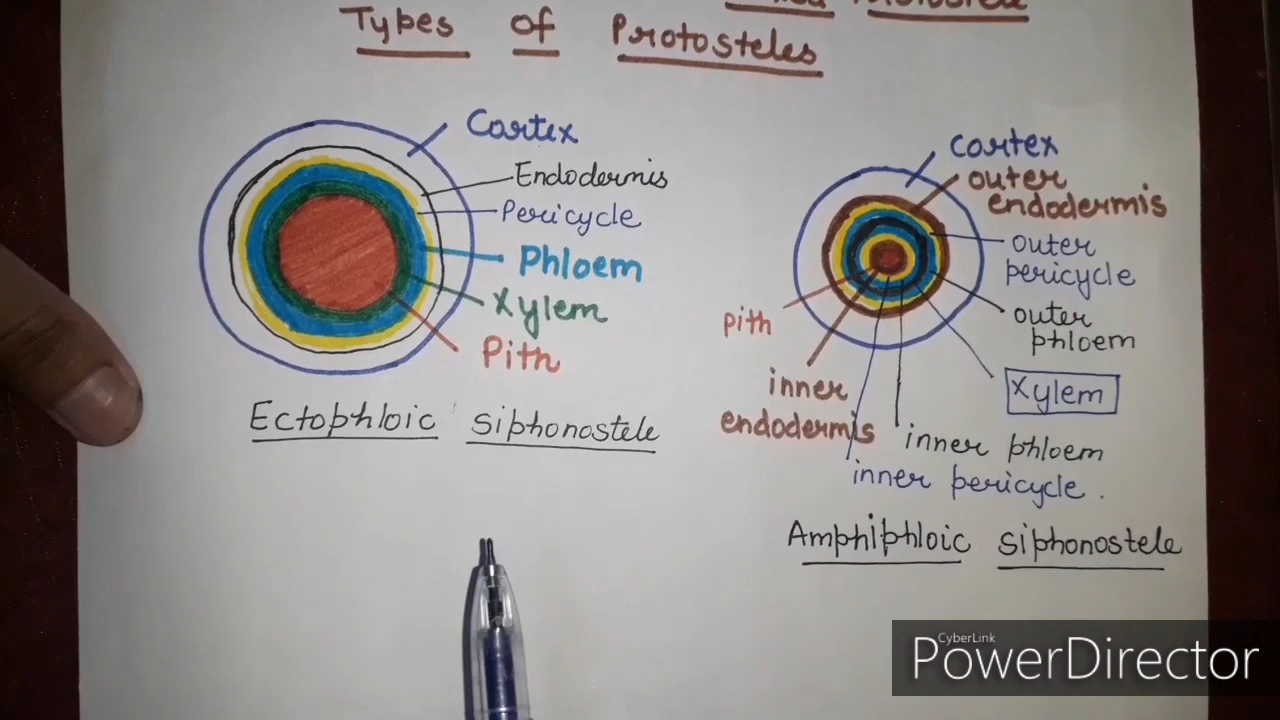 Types of Protosteles
Cortex
Endodermis
Pericycle
Phloem
Xylem
Pith
Ectophloic siphonostele
Cortex
outer
endodermis
outer
pericycle
outer
phloem
Xylem
pith
inner
endodermis
inner phloem
inner pericycle.
Amphiphloic siphonostele
CyberLink
PowerDirector